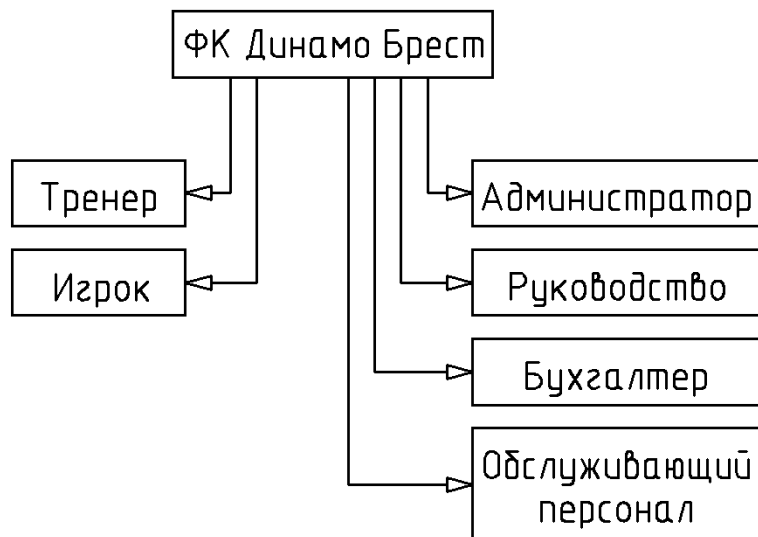 ФК Динамо Брест
Тренер
Игрок
Администратор
Руководство
Бухгалтер
Обслуживающий
персонал